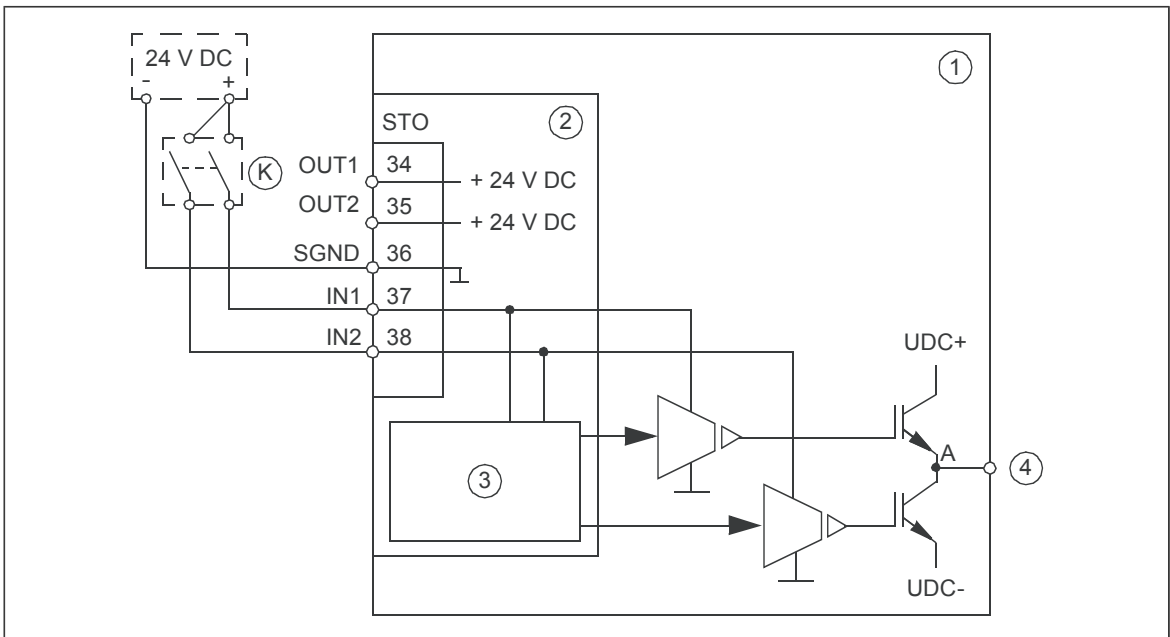 24 V DC
- +
1
STO
2
K
OUT1 34 + 24 V DC
OUT2 35 + 24 V DC
SGND 36
IN1 37
IN2 38
UDC+
3
A
4
UDC-